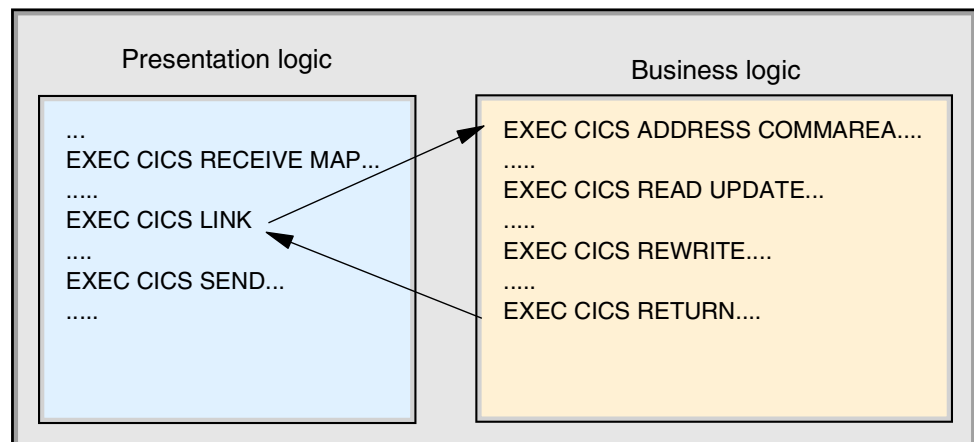 Presentation logic
...
EXEC CICS RECEIVE MAP...
.....
EXEC CICS LINK
....
EXEC CICS SEND...
.....
Business logic
EXEC CICS ADDRESS COMMAREA....
.....
EXEC CICS READ UPDATE...
.....
EXEC CICS REWRITE....
.....
EXEC CICS RETURN....